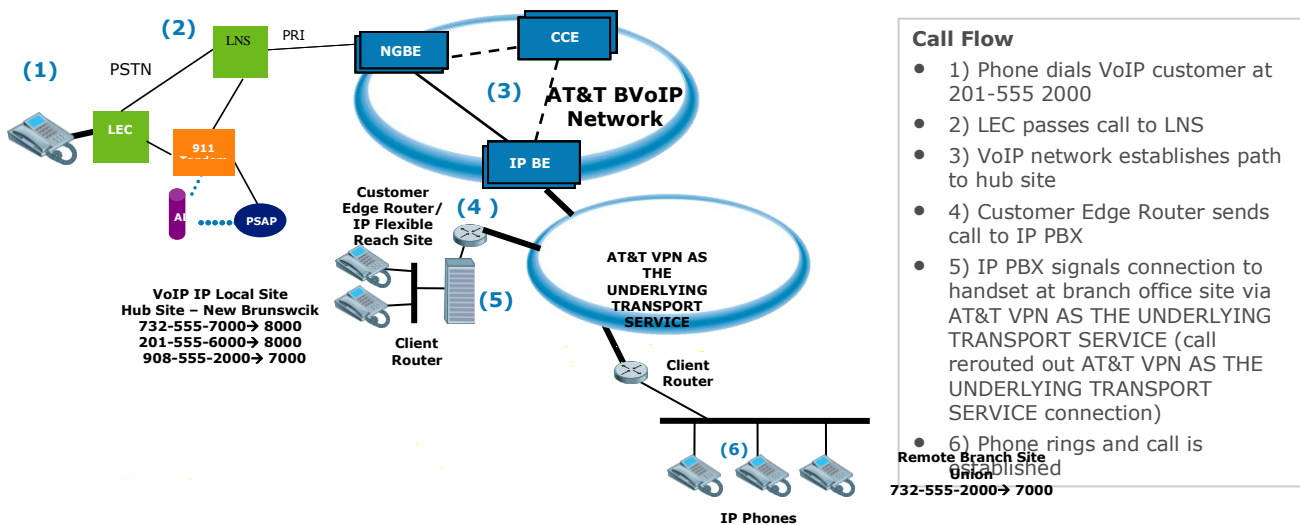 (1)
(2)
PSTN
LEC
LNS
PRI
911
Tandem
AL
PSAP
NGBE
CCE
(3)
AT&T BVoIP
Network
IP BE
Customer
Edge Router/
IP Flexible
Reach Site
(4 )
(5)
Client
Router
VoIP IP Local Site
Hub Site – New Brunswcik
732-555-7000→ 8000
201-555-6000→ 8000
908-555-2000→ 7000
AT&T VPN AS
THE
UNDERLYING
TRANSPORT
SERVICE
Client
Router
(6)
IP Phones
Remote Branch Site
Union
732-555-2000→ 7000
Call Flow
• 1) Phone dials VoIP customer at
201-555 2000
• 2) LEC passes call to LNS
• 3) VoIP network establishes path
to hub site
• 4) Customer Edge Router sends
call to IP PBX
• 5) IP PBX signals connection to
handset at branch office site via
AT&T VPN AS THE UNDERLYING
TRANSPORT SERVICE (call
rerouted out AT&T VPN AS THE
UNDERLYING TRANSPORT
SERVICE connection)
• 6) Phone rings and call is
established